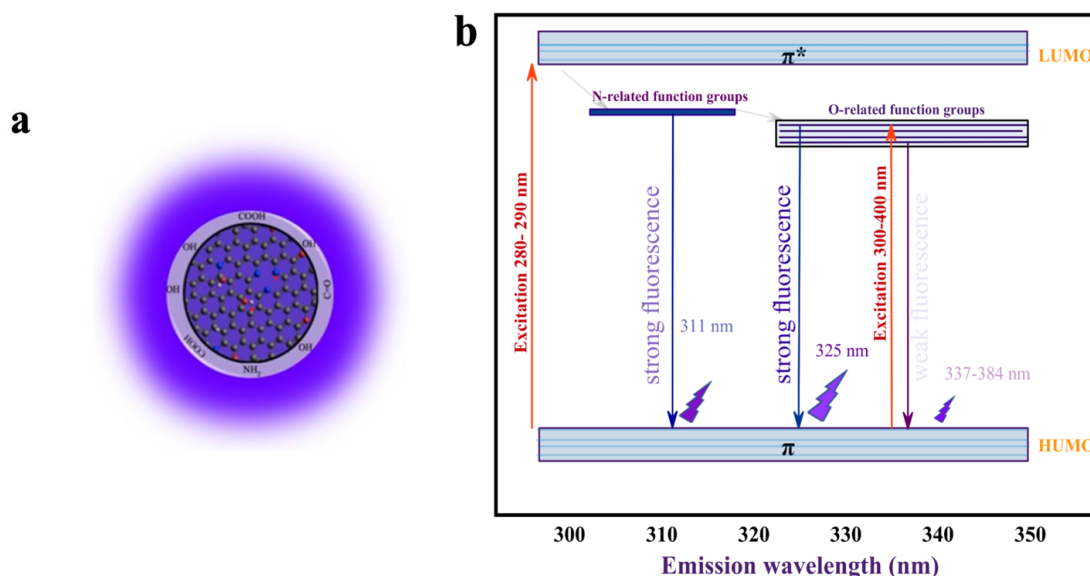 a
COOH
OH
OH
OH
C=O
COOH
OH
NH2
b
π*
LUMO
N-related function groups
O-related function groups
Excitation 280- 290 nm
strong fluorescence
311 nm
strong fluorescence
325 nm
Excitation 300-400 nm
weak fluorescence
337-384 nm
π
HUMO
300 310 320 330 340 350
Emission wavelength (nm)